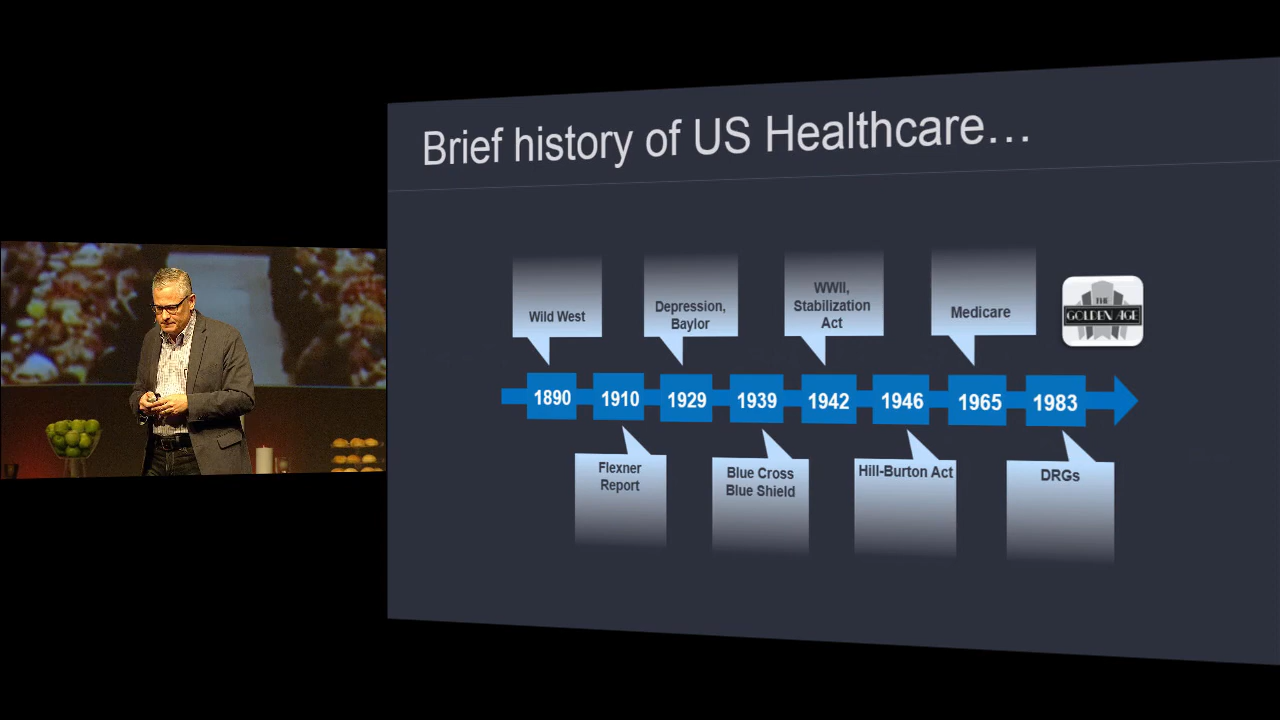 Brief history of US Healthcare…
Wild West
Depression,
Baylor
WWII,
Stabilization
Act
Medicare
THE
GOLDEN AGE
1890
1910
1929
1939
1942
1946
1965
1983
Flexner
Report
Blue Cross
Blue Shield
Hill-Burton Act
DRGs